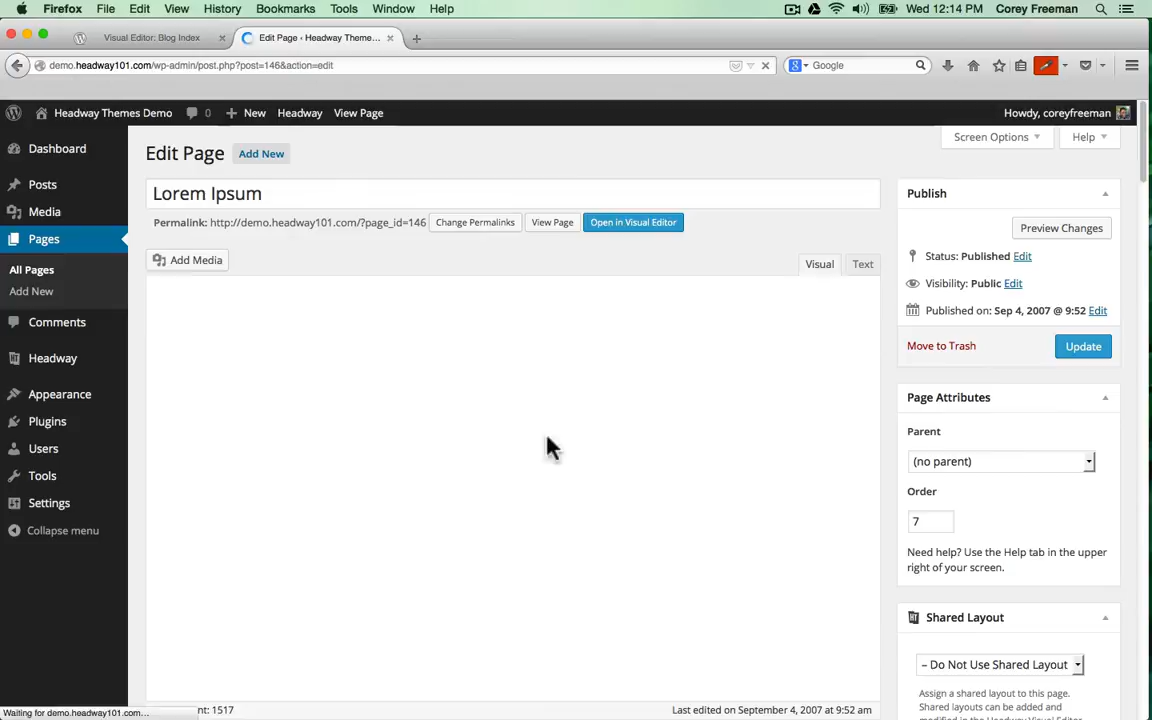 Firefox File Edit View History Bookmarks Tools Window Help Wed 12:14 PM Corey Freeman
Visual Editor: Blog Index
Edit Page ‹ Headway Theme...
demo.headway101.com/wp-admin/post.php?post=146&action=edit
Google
Headway Themes Demo 0 New Headway View Page Howdy, coreyfreeman
Screen Options Help
Edit Page Add New
Dashboard
Posts
Media
Pages
All Pages
Add New
Comments
Headway
Appearance
Plugins
Users
Tools
Settings
Collapse menu
Lorem Ipsum
Permalink: http://demo.headway101.com/?page_id=146 Change Permalinks View Page Open in Visual Editor
Add Media Visual Text
nt: 1517 Last edited on September 4, 2007 at 9:52 am
Publish
Preview Changes
Status: Published Edit
Visibility: Public Edit
Published on: Sep 4, 2007 @ 9:52 Edit
Move to Trash Update
Page Attributes
Parent
(no parent)
Order
7
Need help? Use the Help tab in the upper
right of your screen.
Shared Layout
– Do Not Use Shared Layout
Assign a shared layout to this page.
Shared layouts can be added and
modified in the Headway Visual Editor
Waiting for demo.headway101.com...